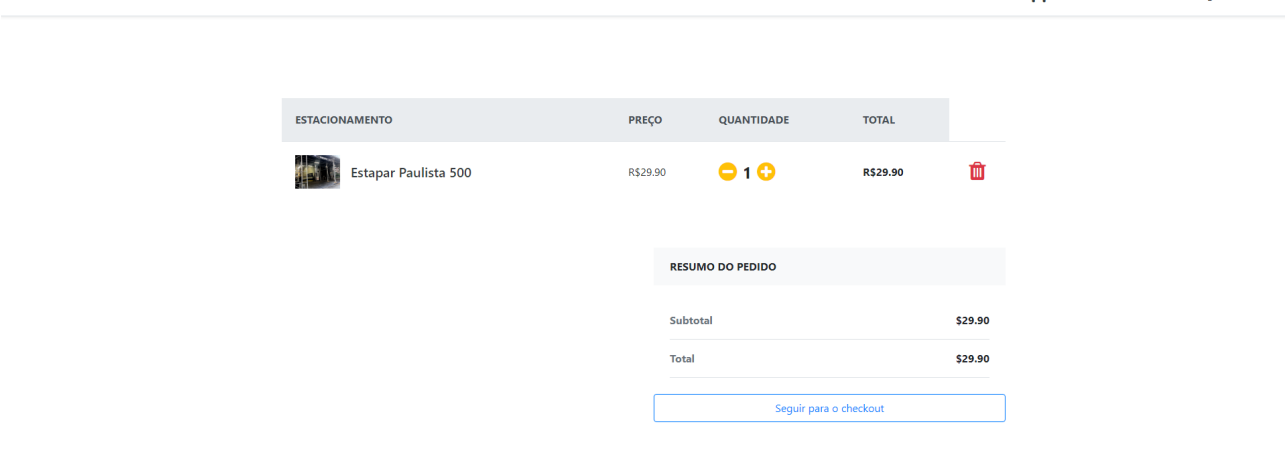 ESTACIONAMENTO PREÇO QUANTIDADE TOTAL
Estapar Paulista 500 R$29.90 1 R$29.90
RESUMO DO PEDIDO
Subtotal $29.90
Total $29.90
Seguir para o checkout